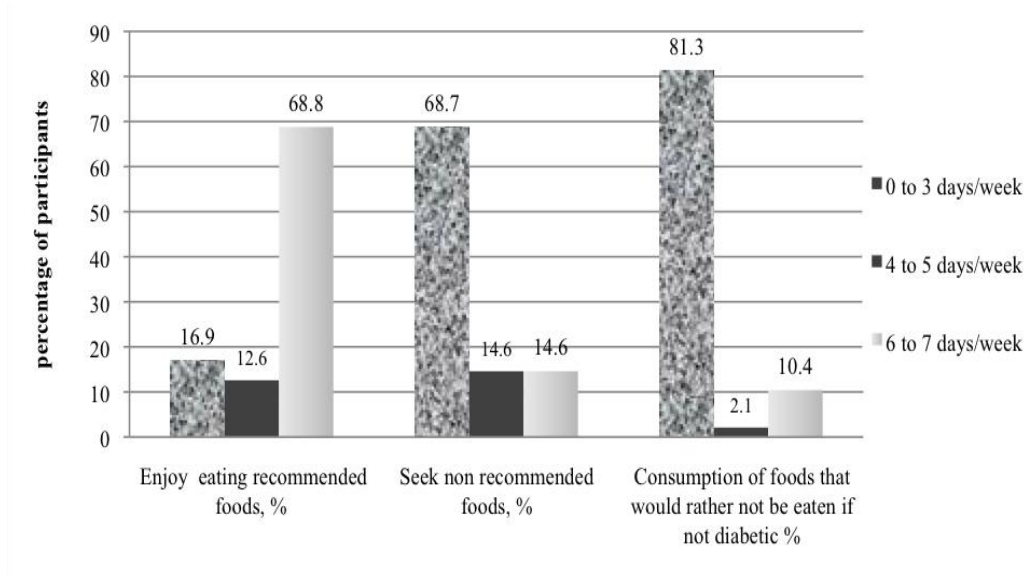 percentage of participants
90
80
70
60
50
40
30
20
10
0
16.9
12.6
68.8
68.7
14.6
14.6
81.3
2.1
10.4
Enjoy eating recommended
foods, %
Seek non recommended
foods, %
Consumption of foods that
would rather not be eaten if
not diabetic %
0 to 3 days/week
4 to 5 days/week
6 to 7 days/week